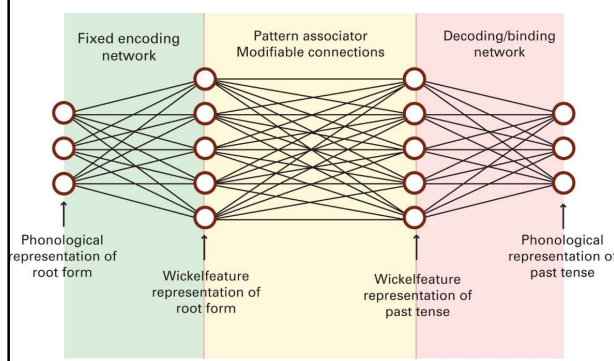 Fixed encoding
network
Pattern associator
Modifiable connections
Decoding/binding
network
Phonological
representation of
root form
Wickelfeature
representation of
root form
Wickelfeature
representation of
past tense
Phonological
representation of
past tense